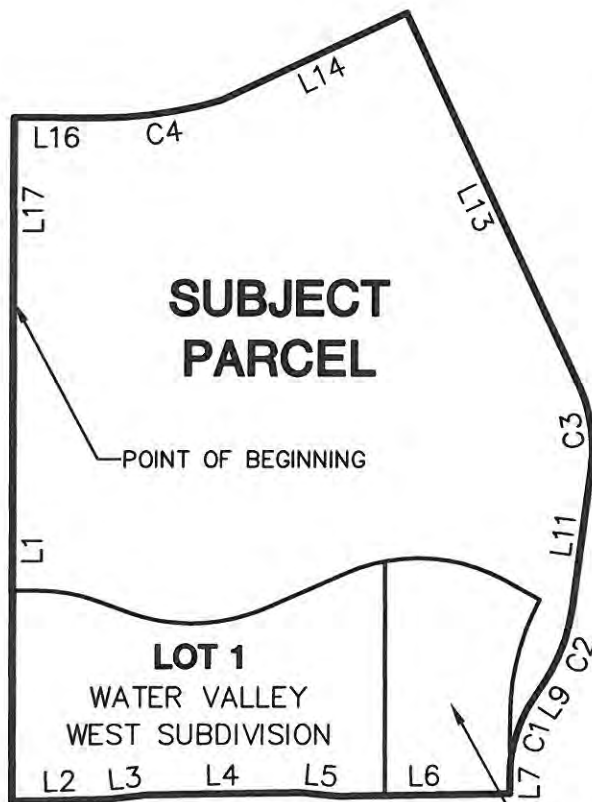 L14
L16
C4
L17
L13
SUBJECT
PARCEL
C3
POINT OF BEGINNING
L11
L1
LOT 1
WATER VALLEY
WEST SUBDIVISION
C2
L9
C1
L7
L2
L3
L4
L5
L6